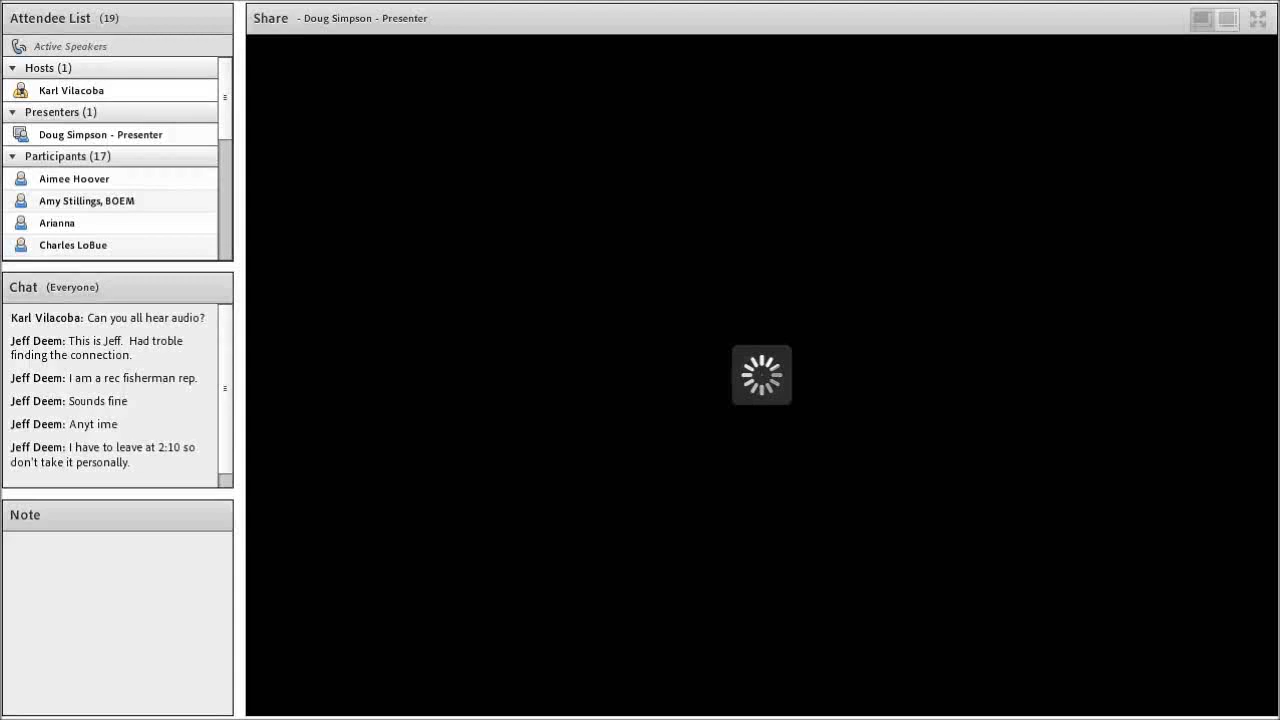 Attendee List (19)
Active Speakers
Hosts (1)
Karl Vilacoba
Presenters (1)
Doug Simpson - Presenter
Participants (17)
Aimee Hoover
Amy Stillings, BOEM
Arianna
Charles LoBue
Chat (Everyone)
Karl Vilacoba: Can you all hear audio?
Jeff Deem: This is Jeff. Had troble
finding the connection.
Jeff Deem: I am a rec fisherman rep.
Jeff Deem: Sounds fine
Jeff Deem: Anyt ime
Jeff Deem: I have to leave at 2:10 so
don't take it personally.
Note
Share - Doug Simpson - Presenter